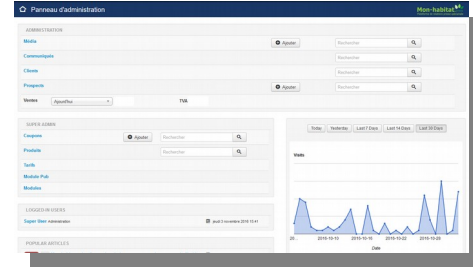 Panneau d'administration
Mon-habitat
ADMINISTRATION
Média
Ajouter
Rechercher
Communiqués
Rechercher
Clients
Rechercher
Prospects
Ajouter
Rechercher
Ventes
Aujourd'hui
TVA
SUPER ADMIN
Coupons
Ajouter
Rechercher
Produits
Rechercher
Tarifs
Module Pub
Modules
LOGGED-IN USERS
Super User Administration
jeudi 3 novembre 2016 15:41
POPULAR ARTICLES
Today
Yesterday
Last 7 Days
Last 14 Days
Last 30 Days
Visits
20...
2016-10-10
2016-10-16
2016-10-22
2016-10-28
Date